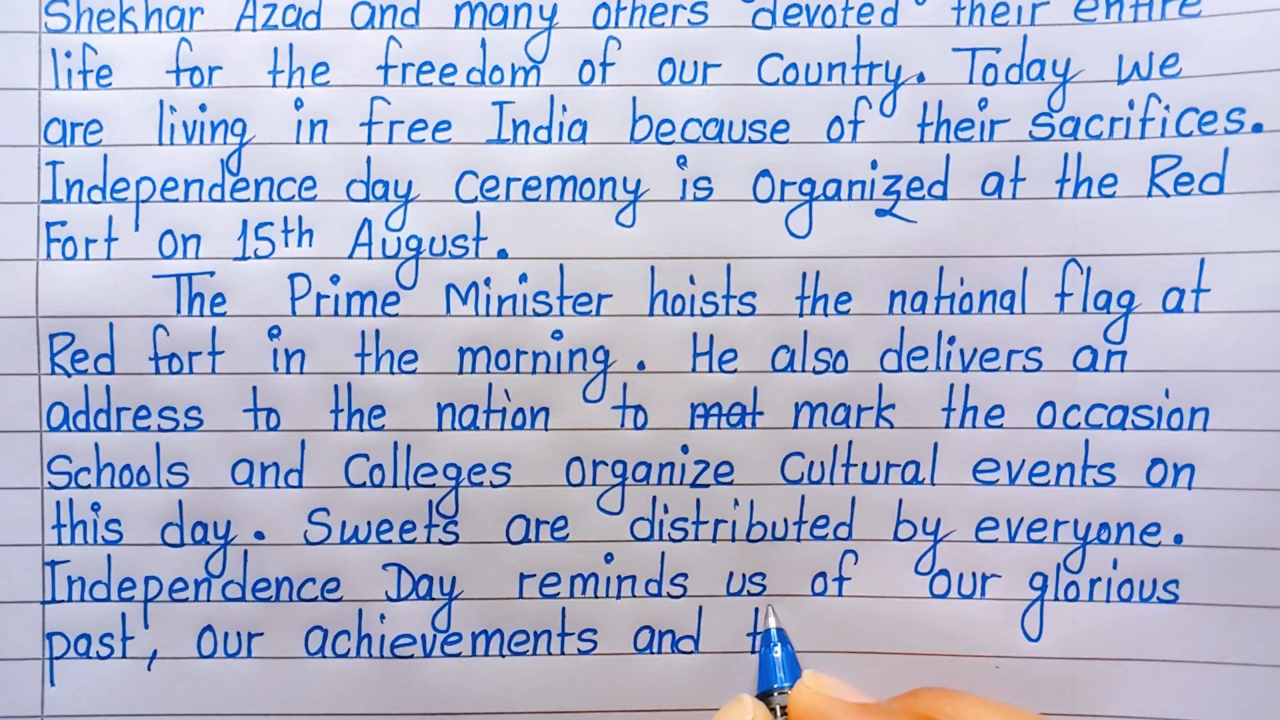 Shekhar Azad and many others devoted their entire
life for the freedom of our Country. Today we
are living in free India because of their sacrifices.
Independence day ceremony is organized at the Red
Fort on 15th August.
The Prime Minister hoists the national flag at
Red fort in the morning. He also delivers an
address to the nation to mat mark the occasion
Schools and Colleges organize Cultural events on
this day. Sweets are distributed by everyone.
Independence Day reminds us of our glorious
past, our achievements and t